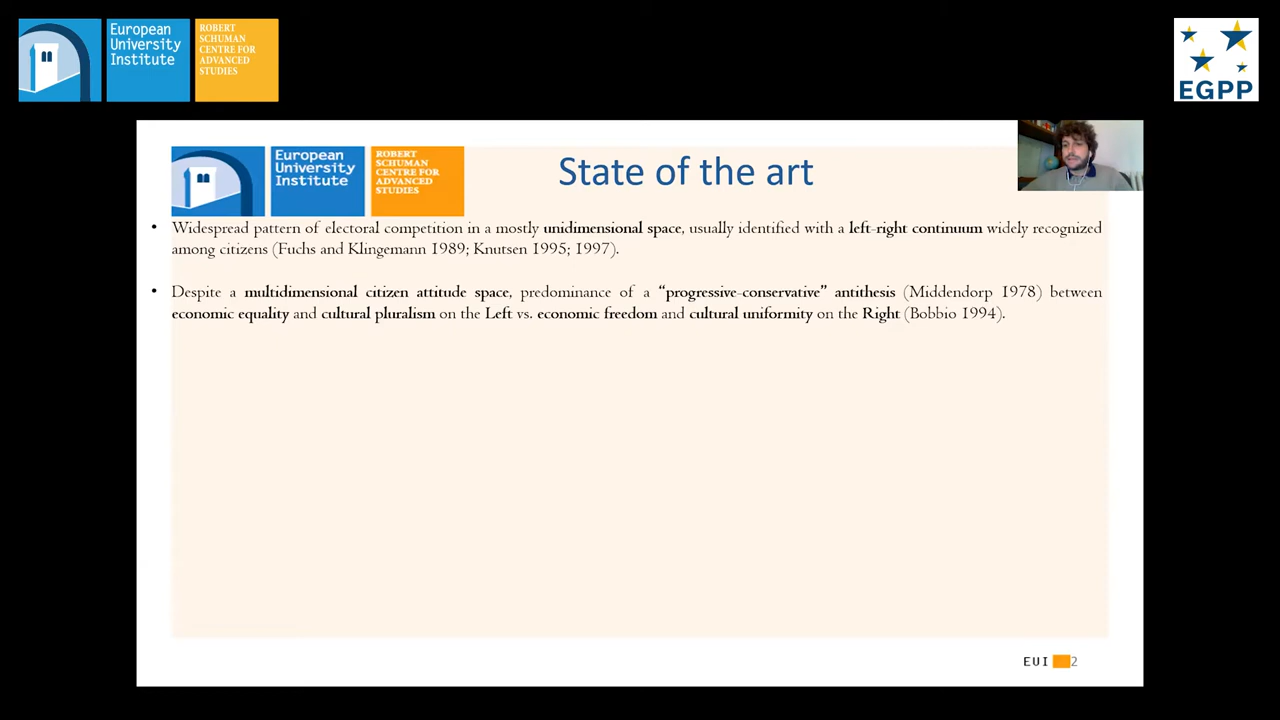 European
University
Institute
ROBERT
SCHUMAN
CENTRE FOR
ADVANCED
STUDIES
EGPP
European
University
Institute
ROBERT
SCHUMAN
CENTRE FOR
ADVANCED
STUDIES
State of the art
• Widespread pattern of electoral competition in a mostly unidimensional space, usually identified with a left-right continuum widely recognized
among citizens (Fuchs and Klingemann 1989; Knutsen 1995; 1997).
• Despite a multidimensional citizen attitude space, predominance of a “progressive-conservative” antithesis (Middendorp 1978) between
economic equality and cultural pluralism on the Left vs. economic freedom and cultural uniformity on the Right (Bobbio 1994).
EUI 2